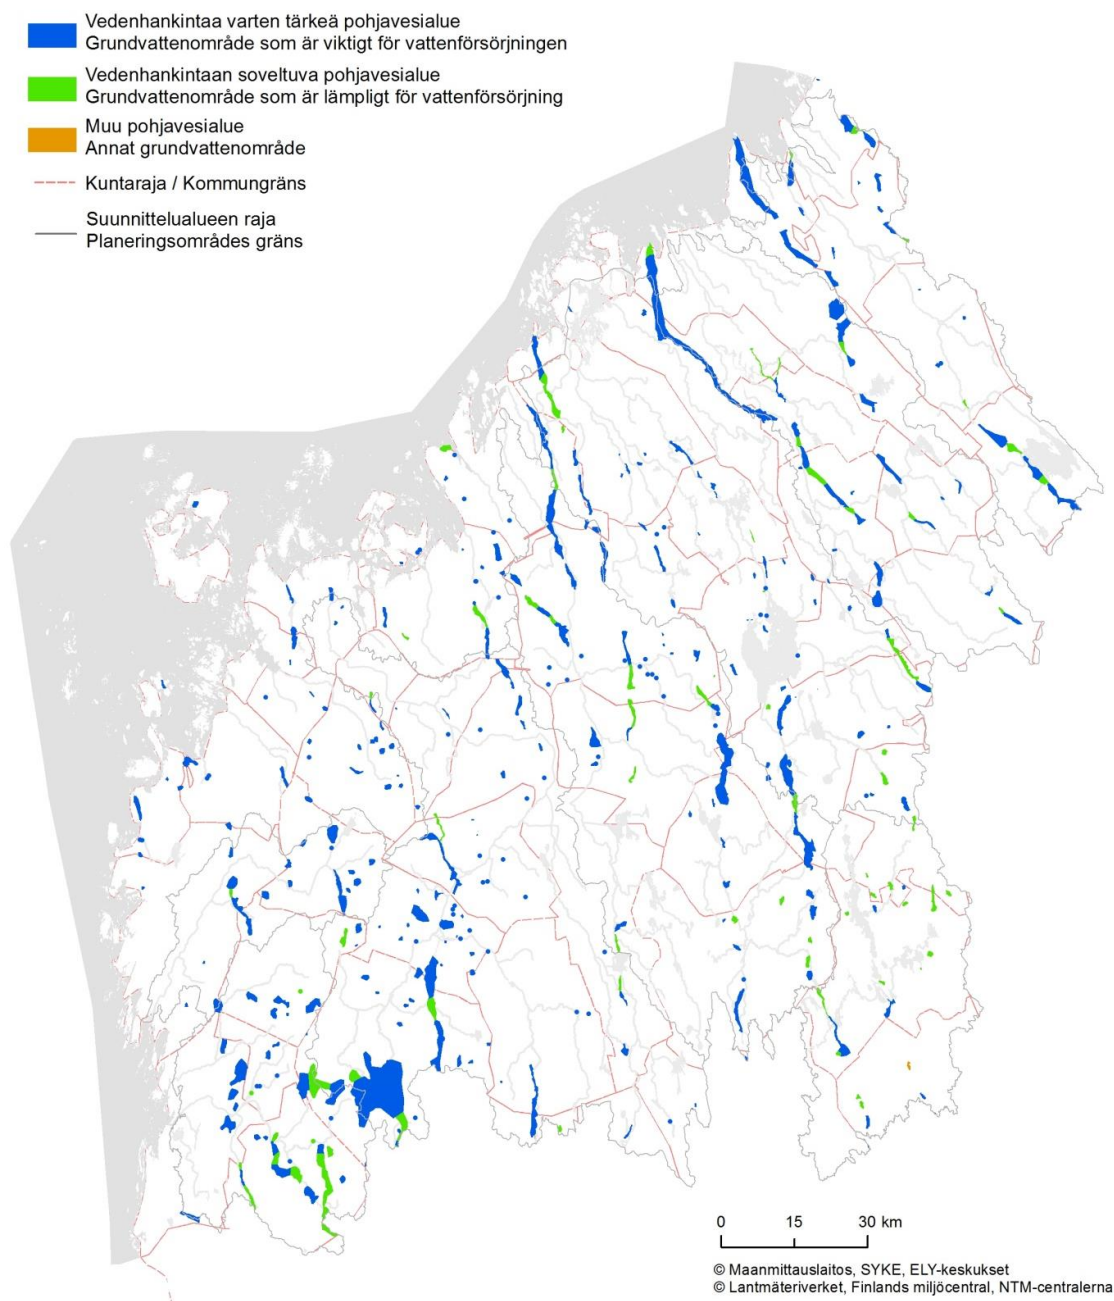 Vedenhankintaa varten tärkeä pohjavesialue
Grundvattenområde som är viktigt för vattenförsörjningen
Vedenhankintaan soveltuva pohjavesialue
Grundvattenområde som är lämpligt för vattenförsörjning
Muu pohjavesialue
Annat grundvattenområde
Kuntaraja / Kommungräns
Suunnittelualueen raja
Planeringsområdes gräns
0 15 30 km
© Maanmittauslaitos, SYKE, ELY-keskukset
© Lantmäteriverket, Finlands miljöcentral, NTM-centralerna